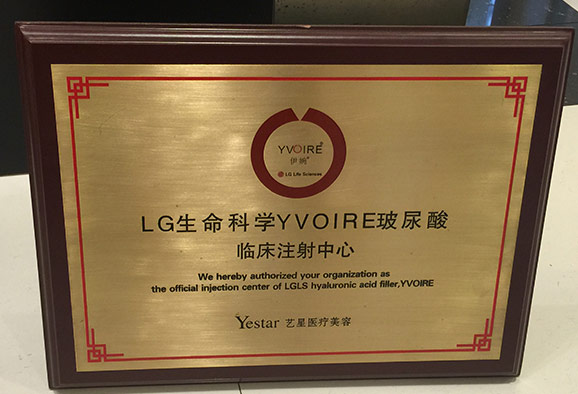 YVOIRE®
伊婉®
LG Life Sciences
LG生命科学YVOIRE玻尿酸
临床注射中心
We hereby authorized your organization as
the official injection center of LGLS hyaluronic acid filler,YVOIRE
Yestar 艺星医疗美容